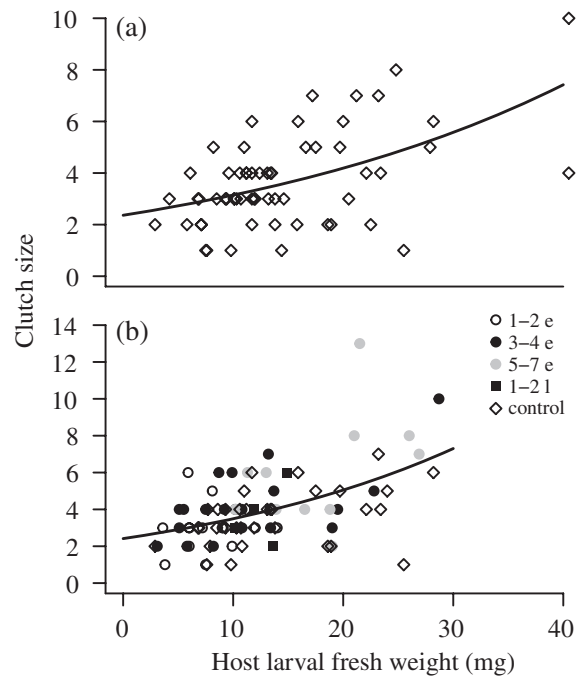 (a)
10
8
6
4
2
0
Clutch size
(b)
14
12
10
8
6
4
2
0
1–2 e
3–4 e
5–7 e
1–2 l
control
0 10 20 30 40
Host larval fresh weight (mg)